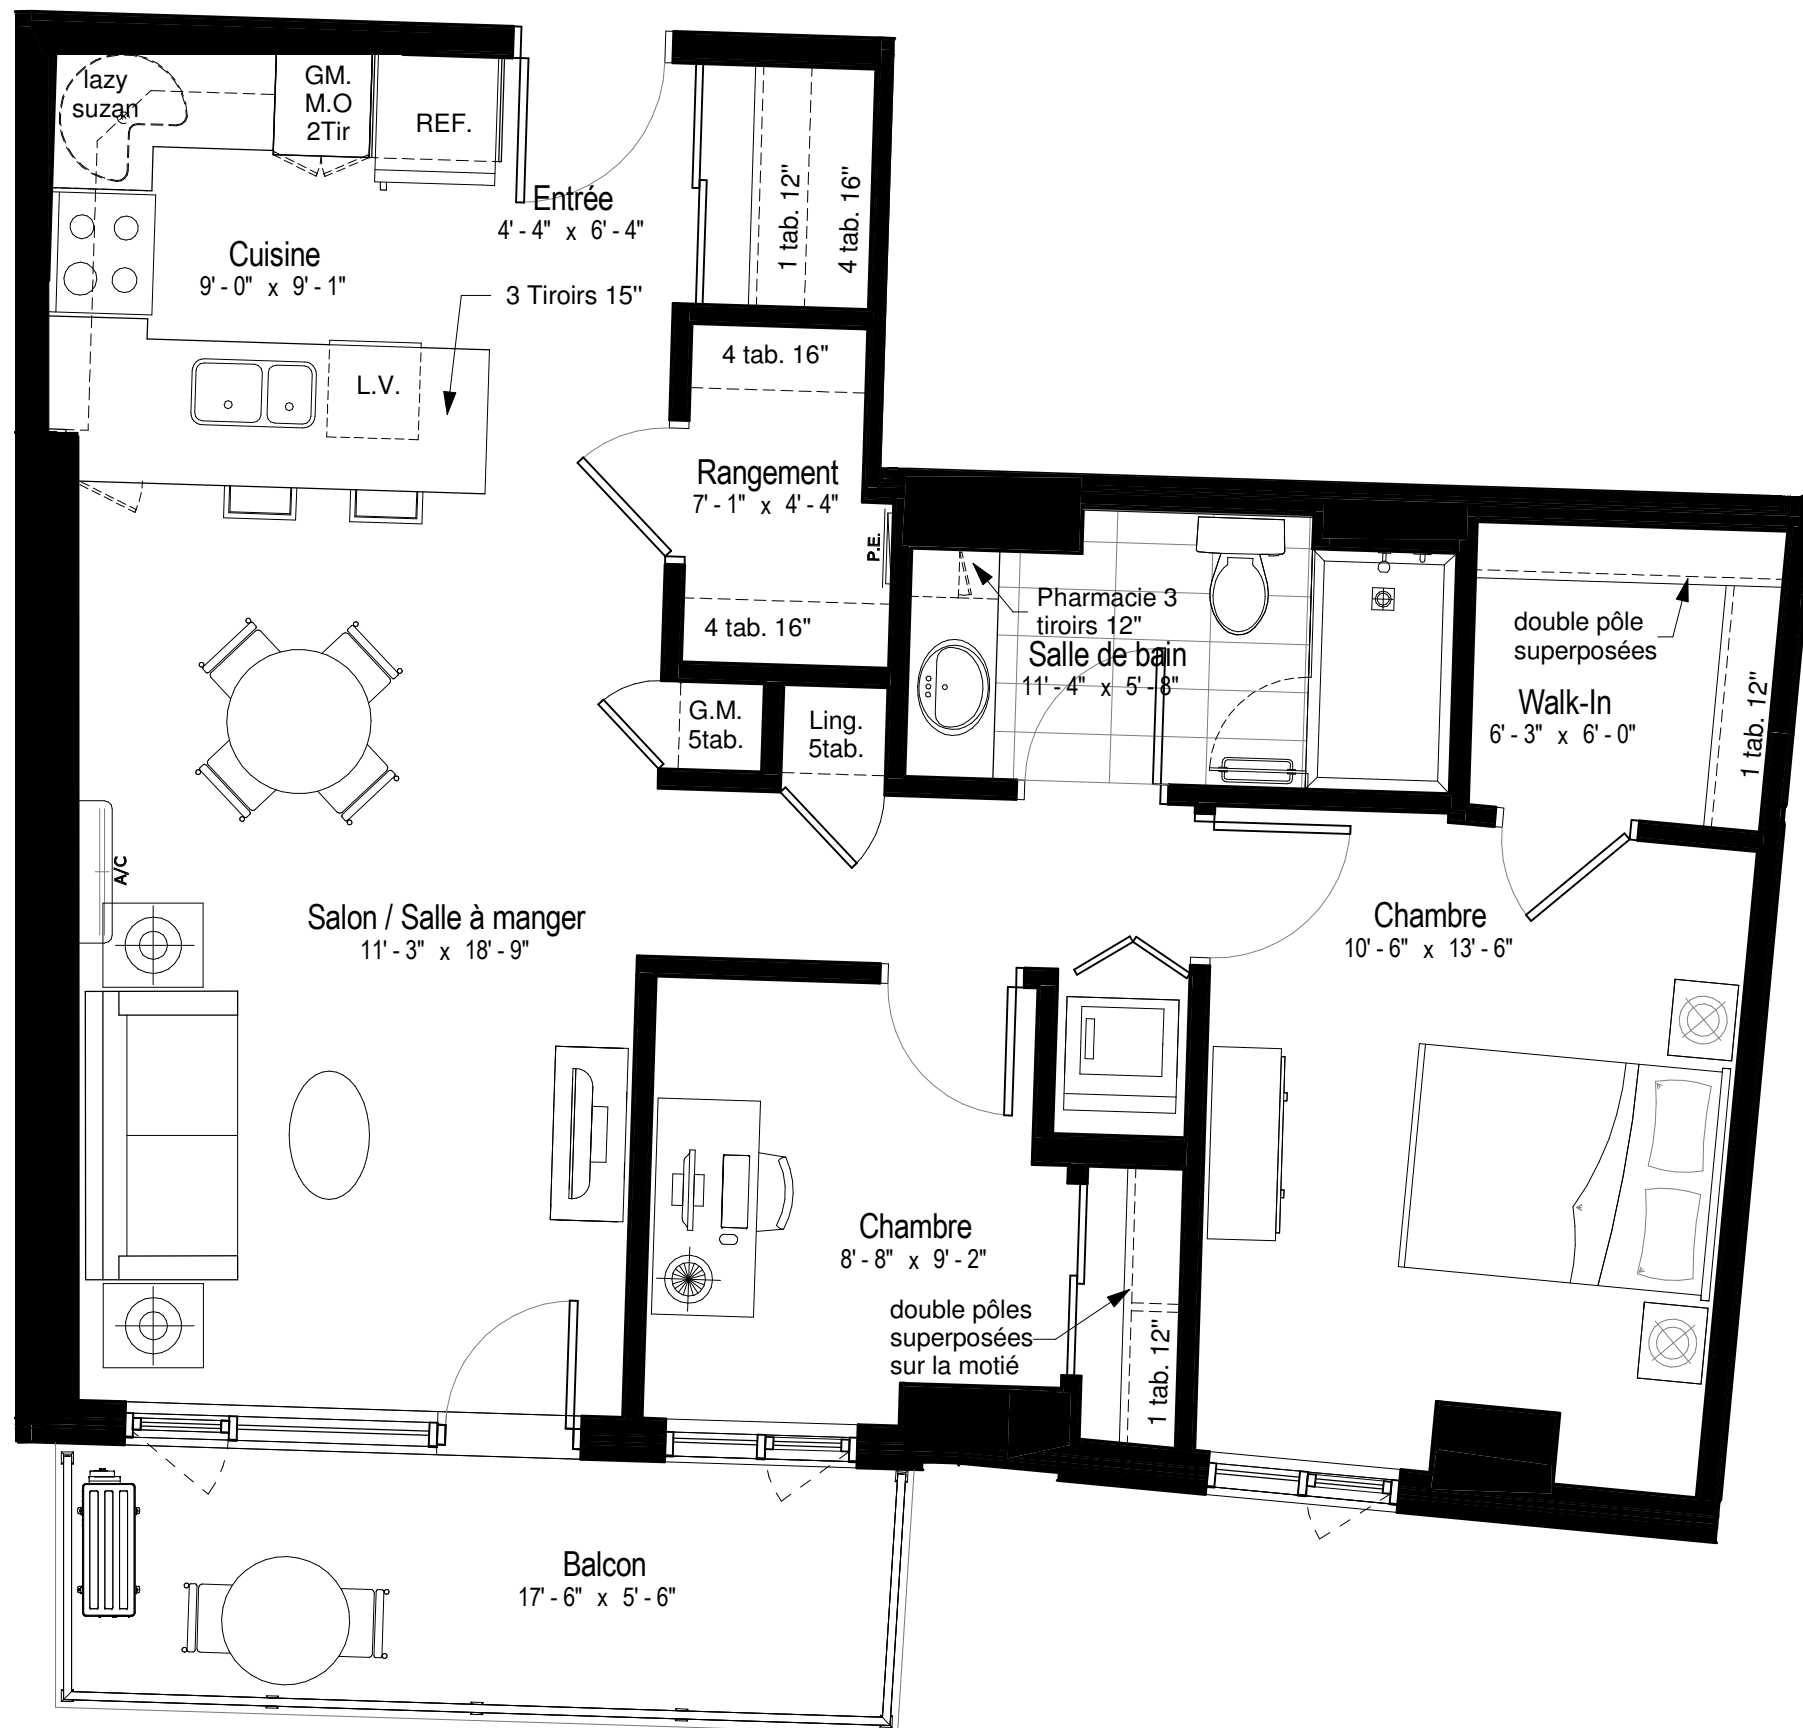 lazy
suzan
GM.
M.O
2Tir
REF.
Entrée
4' - 4" x 6' - 4"
1 tab. 12"
4 tab. 16"
Cuisine
9' - 0" x 9' - 1"
3 Tiroirs 15"
L.V.
4 tab. 16"
Rangement
7' - 1" x 4' - 4"
P.E.
4 tab. 16"
Pharmacie 3
tiroirs 12"
Salle de bain
11' - 4" x 5' - 8"
double pôle
superposées
Walk-In
6' - 3" x 6' - 0"
1 tab. 12"
G.M.
5tab.
Ling.
5tab.
A/C
Salon / Salle à manger
11' - 3" x 18' - 9"
Chambre
10' - 6" x 13' - 6"
Chambre
8' - 8" x 9' - 2"
double pôles
superposées
sur la motié
1 tab. 12"
Balcon
17' - 6" x 5' - 6"